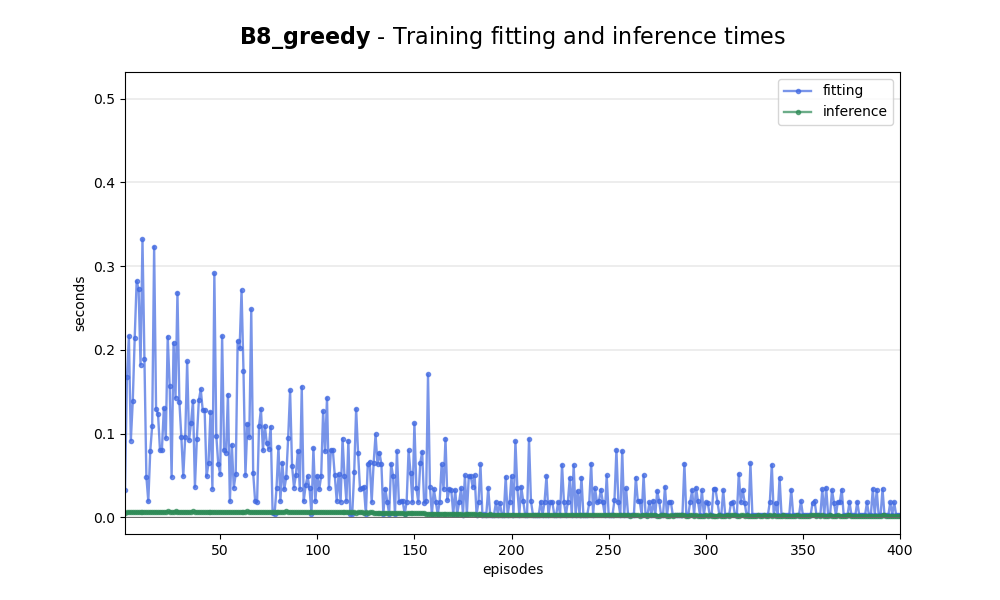 B8_greedy - Training fitting and inference times
fitting
inference
0.5
0.4
0.3
0.2
0.1
0.0
seconds
50 100 150 200 250 300 350 400
episodes